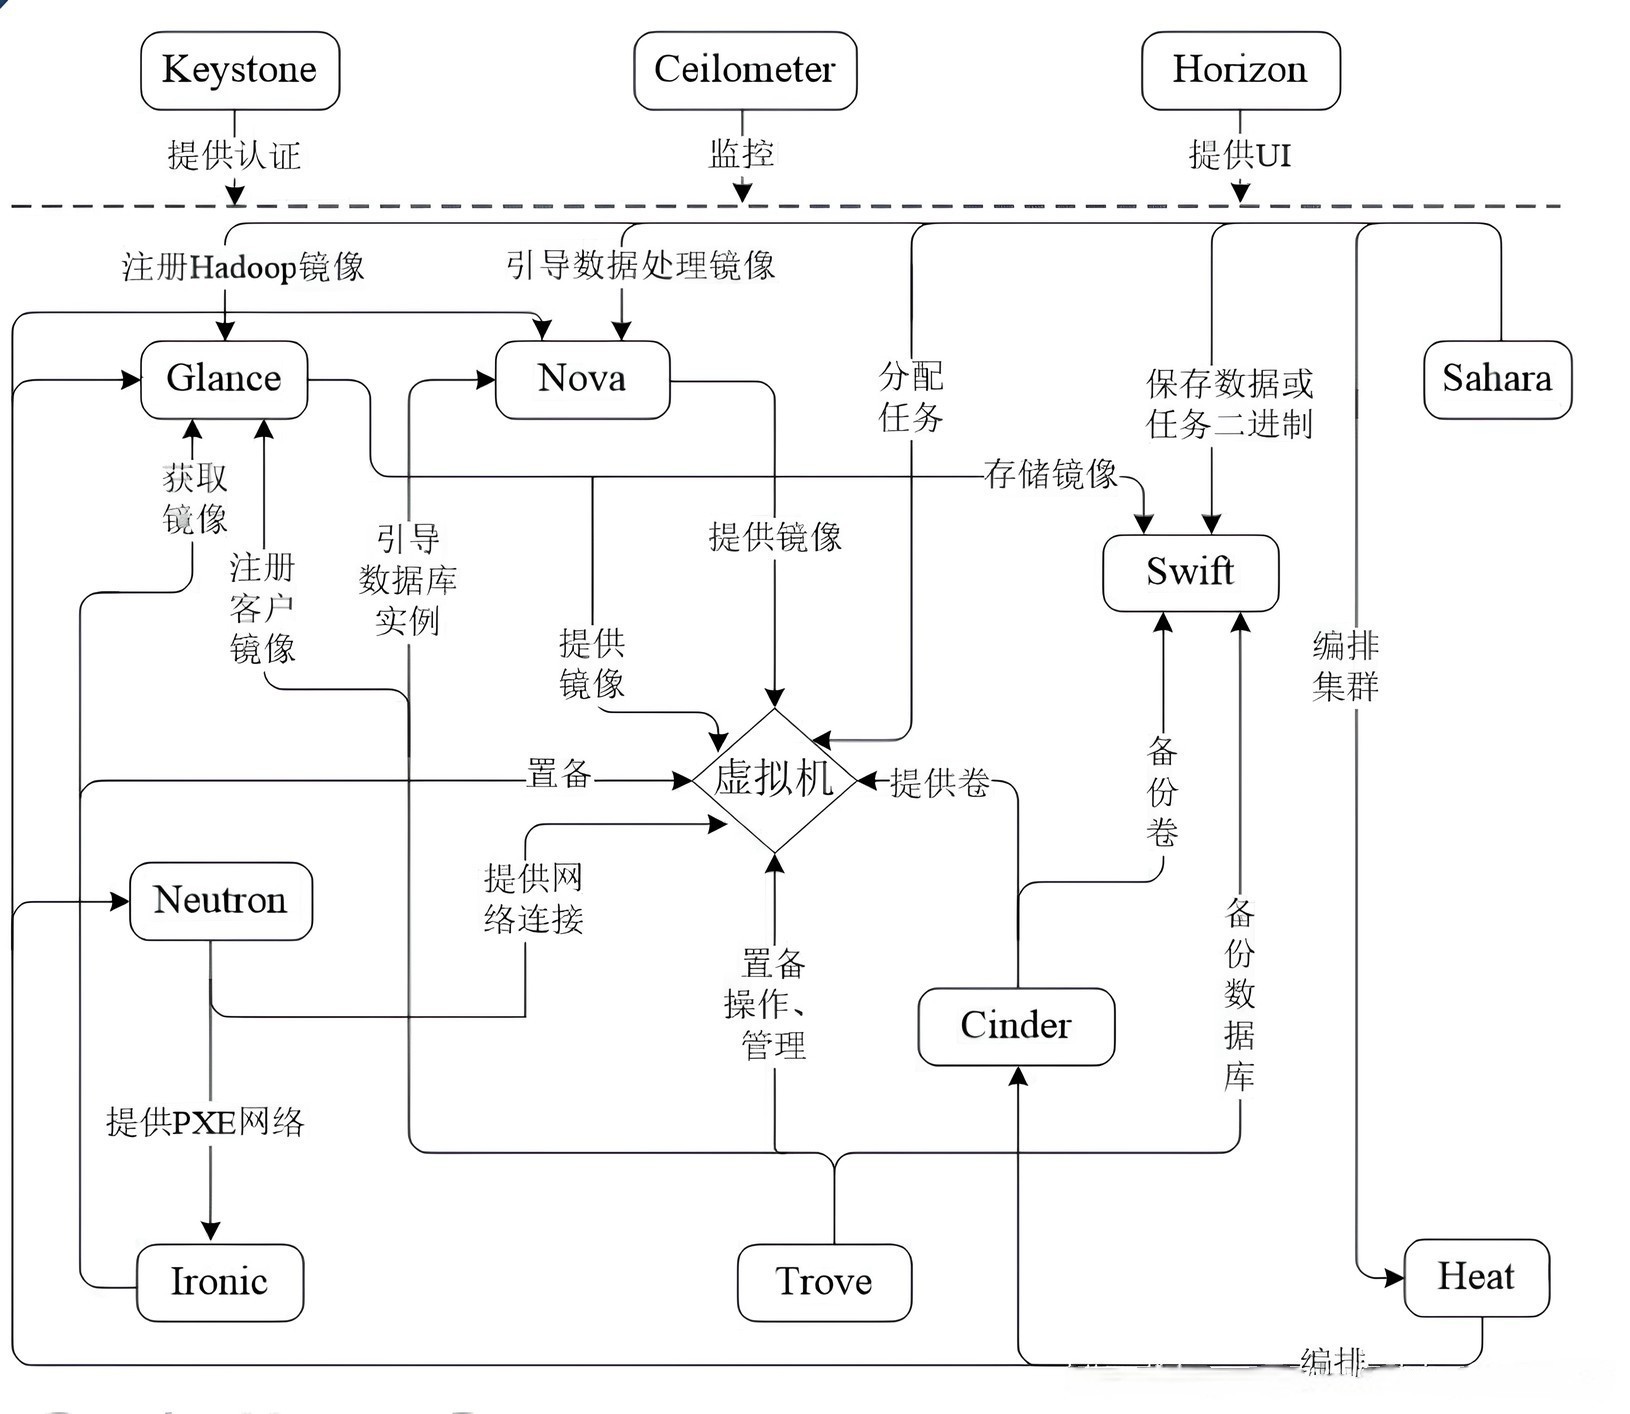 Keystone
Ceilometer
Horizon
提供认证
监控
提供UI
注册Hadoop镜像
引导数据处理镜像
Glance
Nova
分配
任务
保存数据或
任务二进制
Sahara
获取
镜像
存储镜像
注册
客户
镜像
引导
数据库
实例
提供镜像
Swift
提供
镜像
编排
集群
置备
虚拟机
提供卷
备
份
卷
Neutron
提供网
络连接
置备
操作、
管理
Cinder
备
份
数
据
库
提供PXE网络
Ironic
Trove
Heat
编排